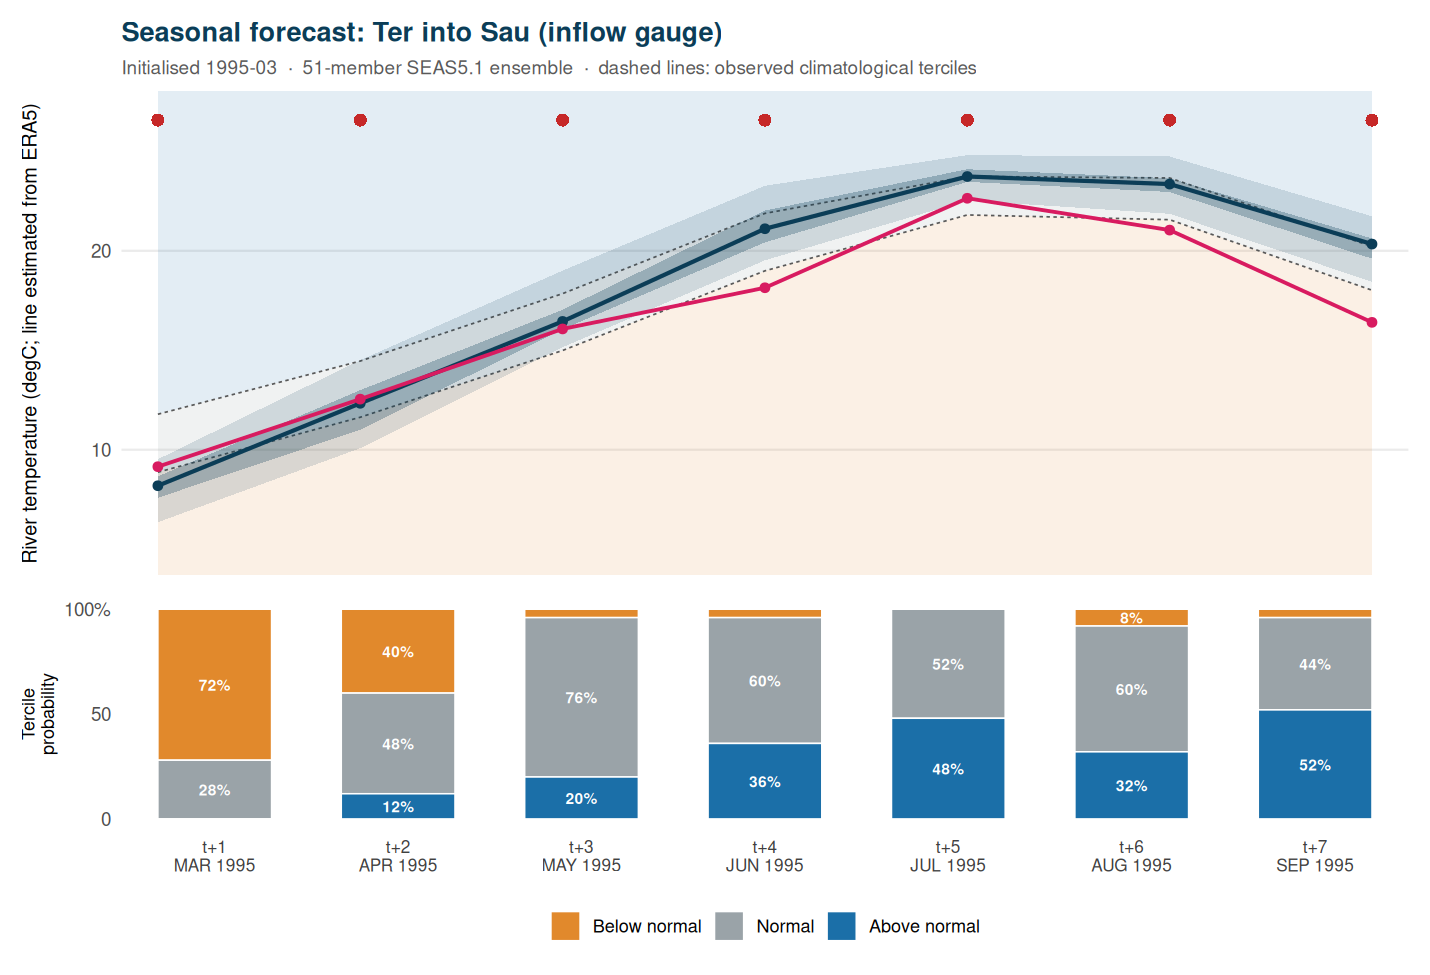 Seasonal forecast: Ter into Sau (inflow gauge)
Initialised 1995-03 · 51-member SEAS5.1 ensemble · dashed lines: observed climatological terciles
River temperature (degC; line estimated from ERA5)
20
10
Tercile
probability
100%
50
0
72%
28%
40%
48%
12%
76%
20%
60%
36%
52%
48%
8%
60%
32%
44%
52%
t+1
MAR 1995
t+2
APR 1995
t+3
MAY 1995
t+4
JUN 1995
t+5
JUL 1995
t+6
AUG 1995
t+7
SEP 1995
Below normal
Normal
Above normal